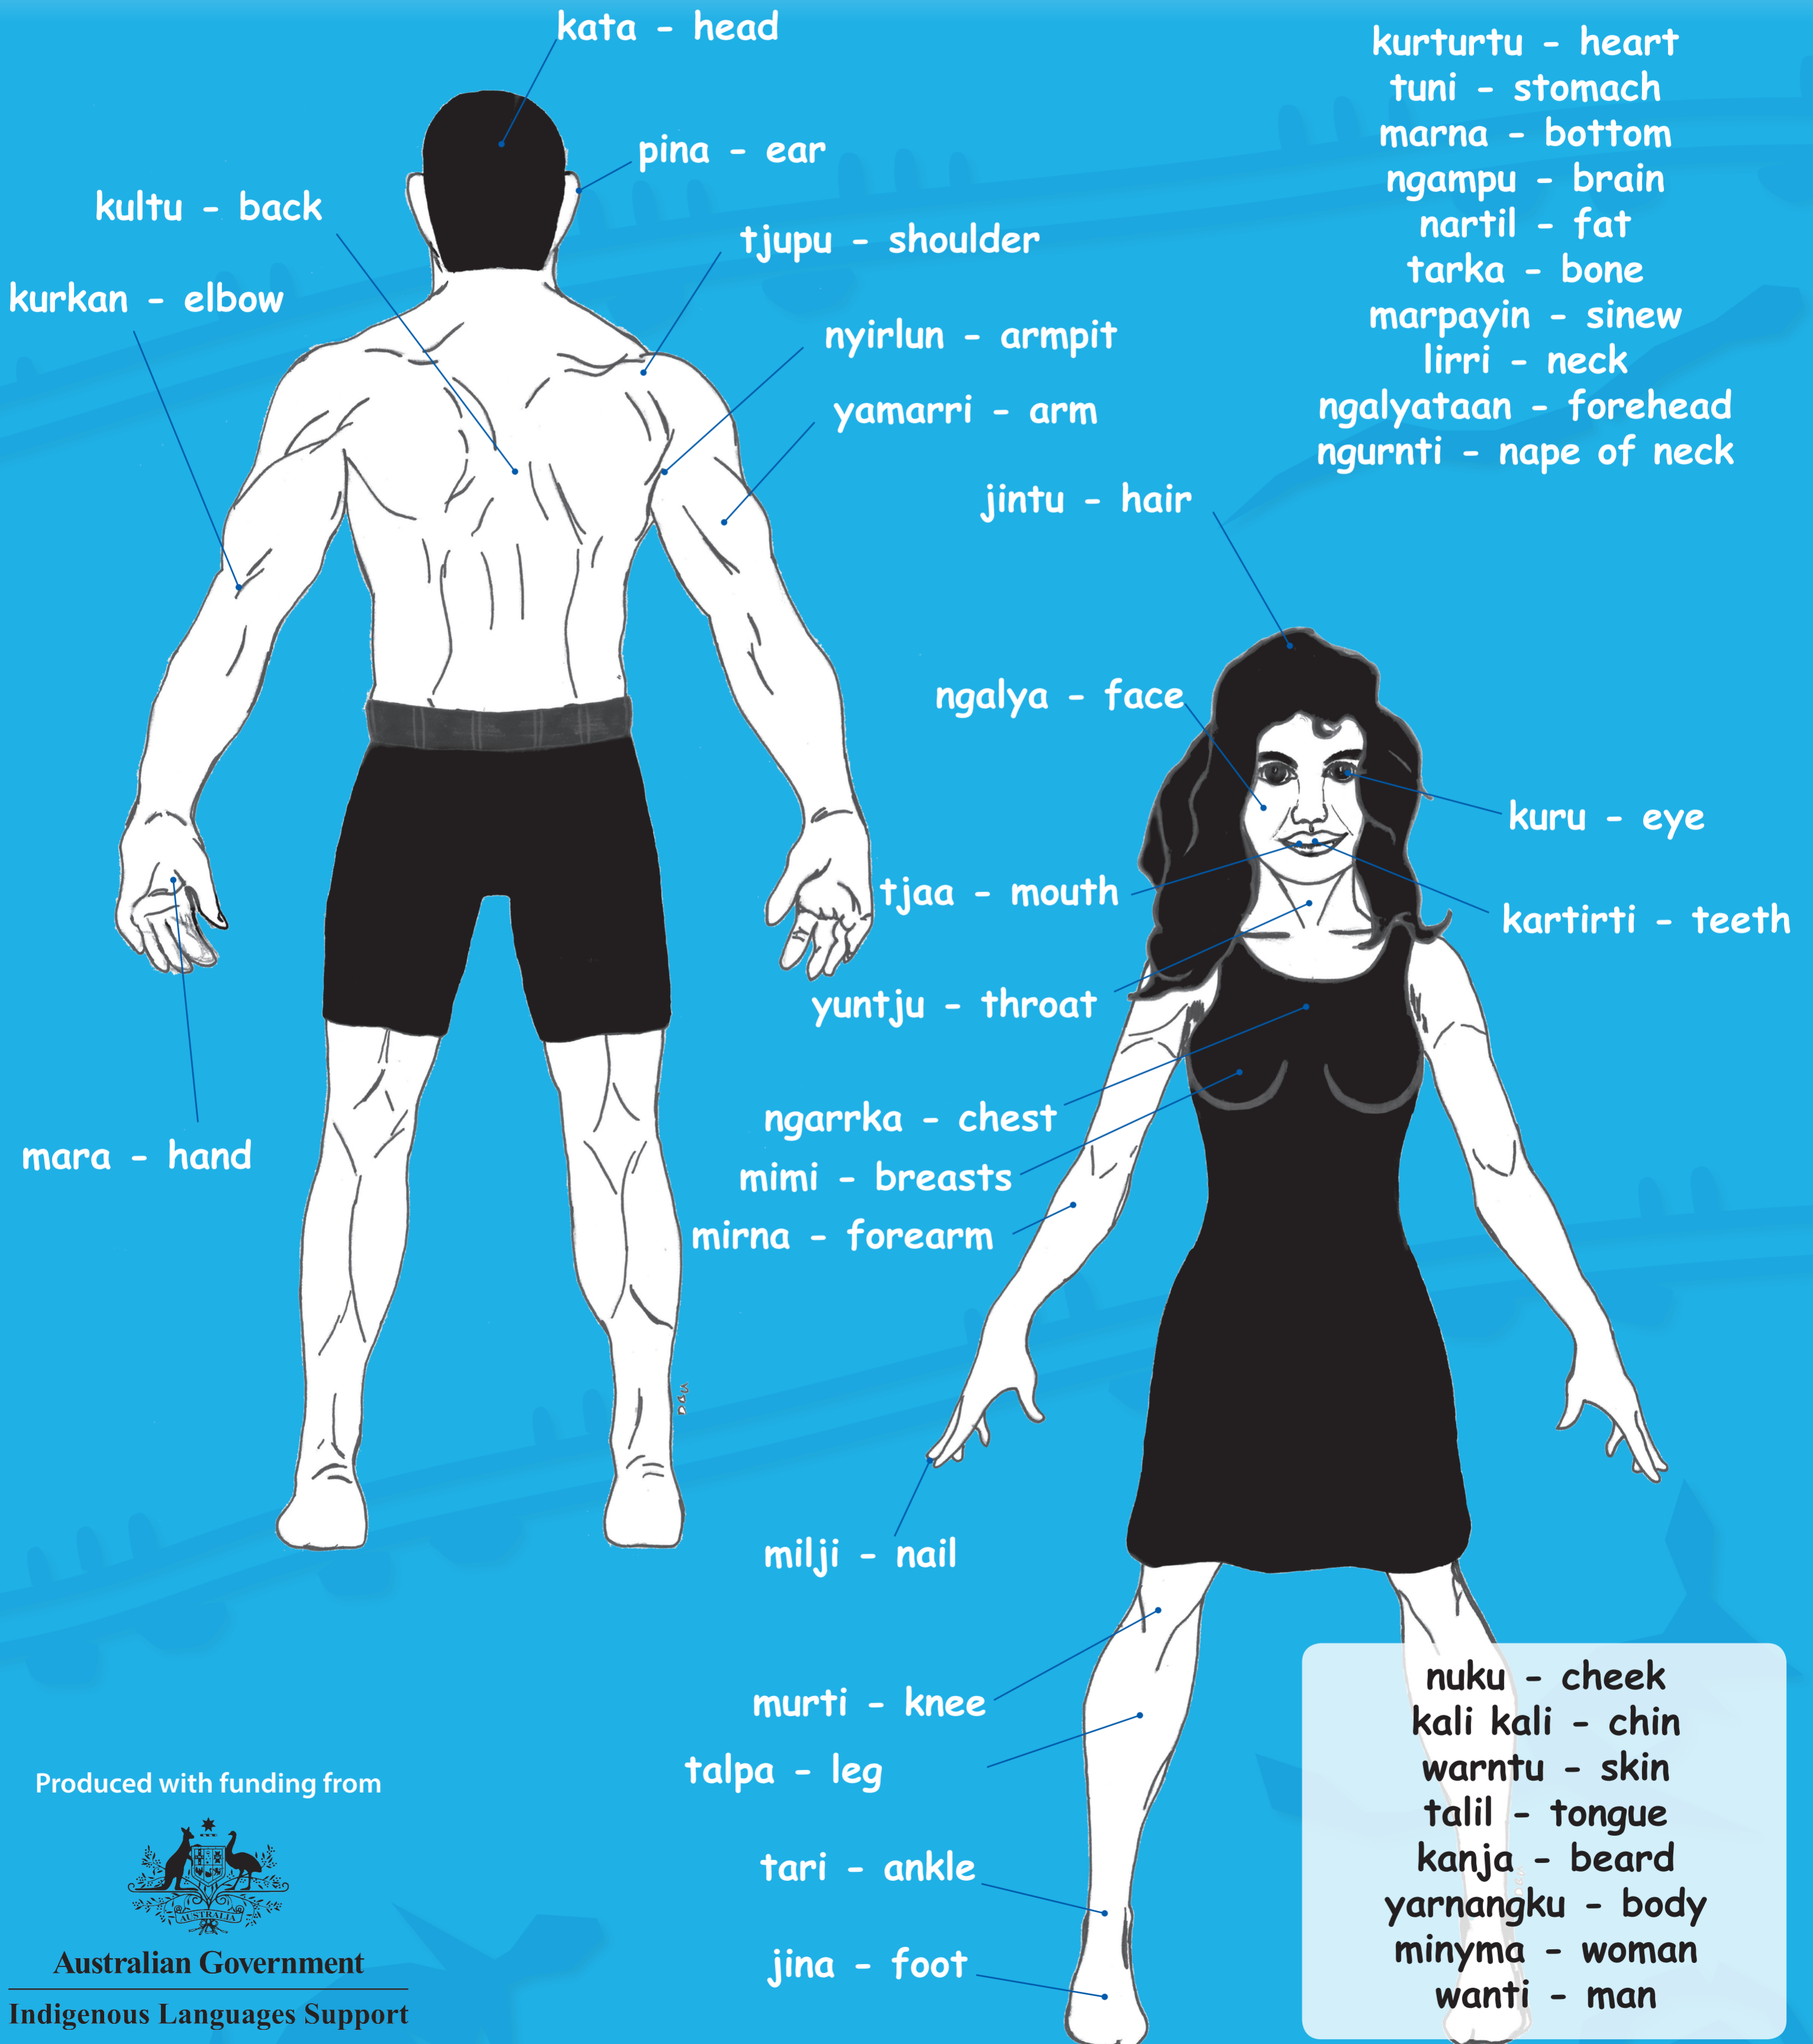 kata - head
pina - ear
kultu - back
tjupu - shoulder
kurkan - elbow
nyirlun - armpit
yamarri - arm
mara - hand
kurturtu - heart
tuni - stomach
marna - bottom
ngampu - brain
nartil - fat
tarka - bone
marpayin - sinew
lirri - neck
ngalyataan - forehead
ngurnti - nape of neck
jintu - hair
ngalya - face
kuru - eye
tjaa - mouth
kartirti - teeth
yuntju - throat
ngarrka - chest
mimi - breasts
mirna - forearm
milji - nail
murti - knee
talpa - leg
tari - ankle
jina - foot
nuku - cheek
kali kali - chin
warntu - skin
talil - tongue
kanja - beard
yarnangku - body
minyma - woman
wanti - man
Produced with funding from
AUSTRALIA
Australian Government
Indigenous Languages Support